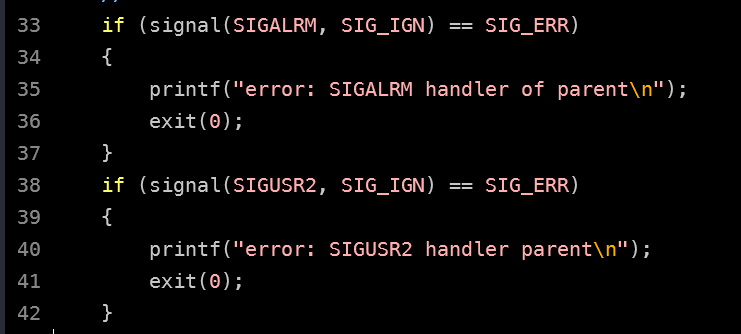 33 if (signal(SIGALRM, SIG_IGN) == SIG_ERR)
34 {
35 printf("error: SIGALRM handler of parent\n");
36 exit(0);
37 }
38 if (signal(SIGUSR2, SIG_IGN) == SIG_ERR)
39 {
40 printf("error: SIGUSR2 handler parent\n");
41 exit(0);
42 }